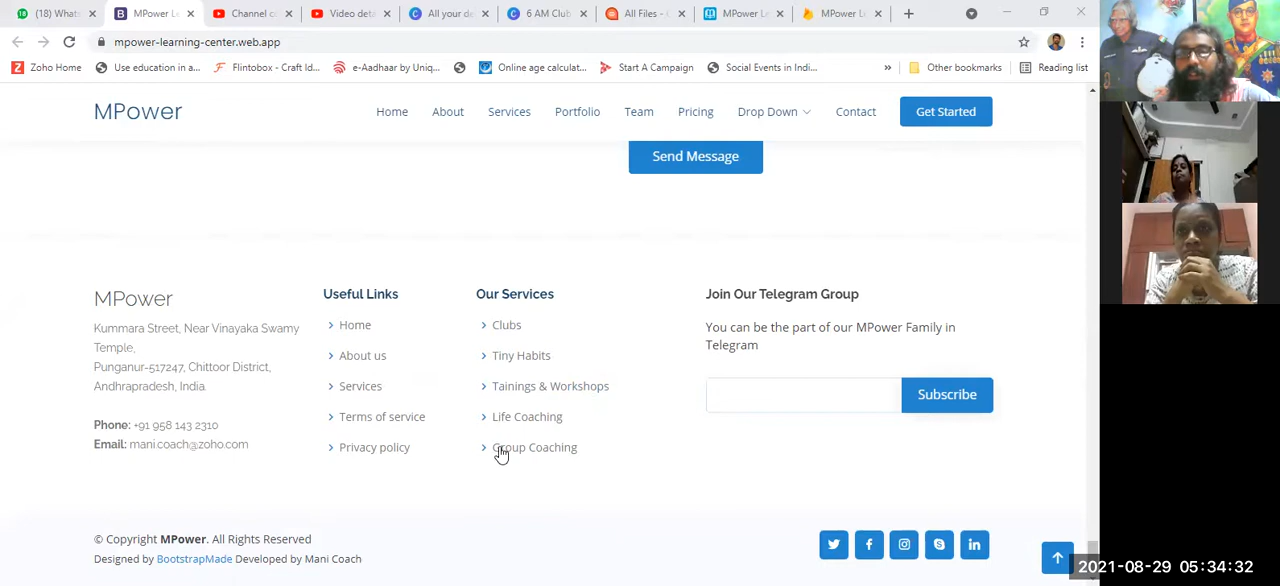 (18) Whats
MPower Le
Channel c
Video deta
All your de
6 AM Club
All Files - C
MPower Le
MPower Li
mpower-learning-center.web.app
Zoho Home
Use education in a...
Flintobox - Craft Id...
e-Aadhaar by Uniq...
Online age calculat...
Start A Campaign
Social Events in Indi...
»
Other bookmarks
Reading list
MPower
Home
About
Services
Portfolio
Team
Pricing
Drop Down
Contact
Get Started
Send Message
MPower
Kummara Street, Near Vinayaka Swamy
Temple,
Punganur-517247, Chittoor District,
Andhrapradesh, India.
Phone: +91 958 143 2310
Email: mani.coach@zoho.com
Useful Links
Home
About us
Services
Terms of service
Privacy policy
Our Services
Clubs
Tiny Habits
Tainings & Workshops
Life Coaching
Group Coaching
Join Our Telegram Group
You can be the part of our MPower Family in
Telegram
Subscribe
© Copyright MPower. All Rights Reserved
Designed by BootstrapMade Developed by Mani Coach
2021-08-29 05:34:32